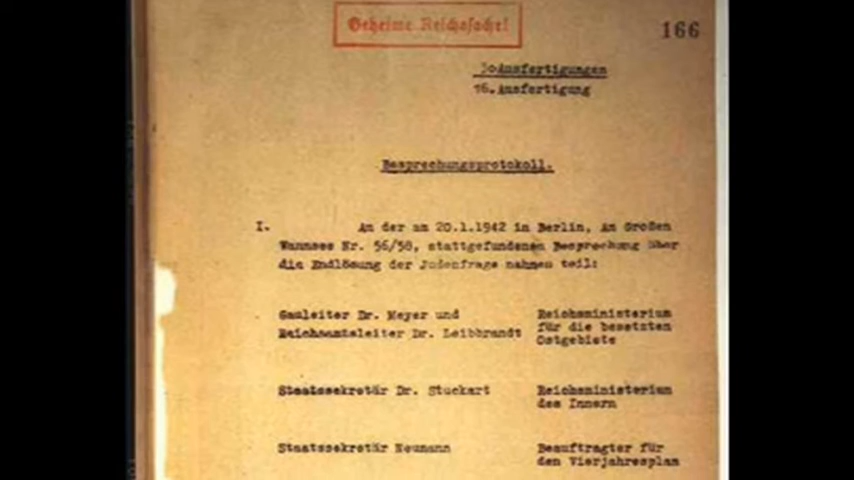 Geheime Reichssache!
166
30 Ausfertigungen
16. Ausfertigung
Besprechungsprotokoll.
I. An der am 20.1.1942 in Berlin, Am Großen
Wannsee Nr. 56/58, stattgefundenen Besprechung über
die Endlösung der Judenfrage nahmen teil:
Gauleiter Dr. Meyer und
Reichsamtsleiter Dr. Leibbrandt
Reichsministerium
für die besetzten
Ostgebiete
Staatssekretär Dr. Stuckart
Reichsministerium
des Innern
Staatssekretär Neumann
Beauftragter für
den Vierjahresplan